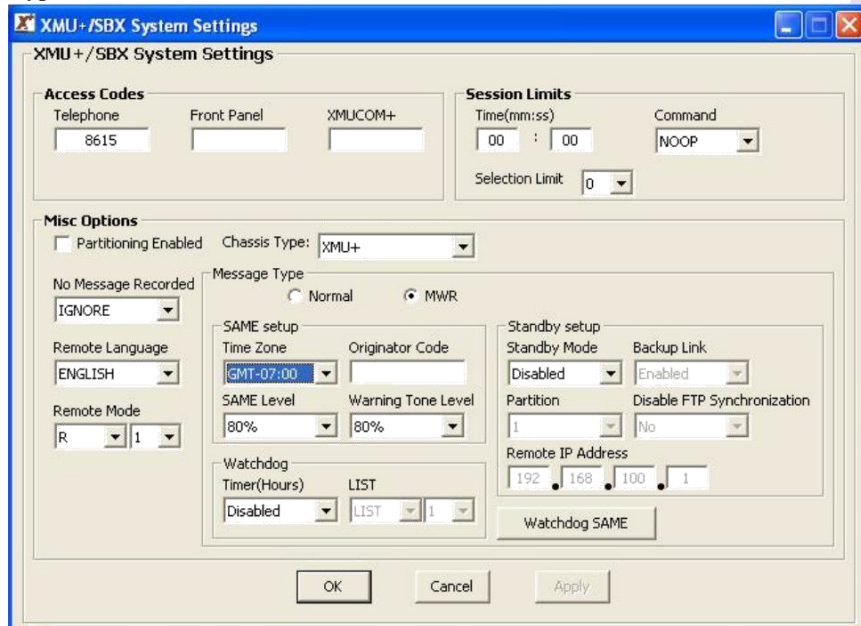 XMU+/SBX System Settings
XMU+/SBX System Settings
Access Codes
Telephone Front Panel XMUCOM+
8615
Session Limits
Time(mm:ss) Command
00 : 00 NOOP
Selection Limit 0
Misc Options
Partitioning Enabled Chassis Type: XMU+
No Message Recorded
IGNORE
Remote Language
ENGLISH
Remote Mode
R 1
Message Type
Normal MWR
SAME setup
Time Zone Originator Code
GMT-07:00
SAME Level Warning Tone Level
80% 80%
Watchdog
Timer(Hours) LIST
Disabled LIST 1
Standby setup
Standby Mode Backup Link
Disabled Enabled
Partition Disable FTP Synchronization
1 No
Remote IP Address
192 . 168 . 100 . 1
Watchdog SAME
OK Cancel Apply